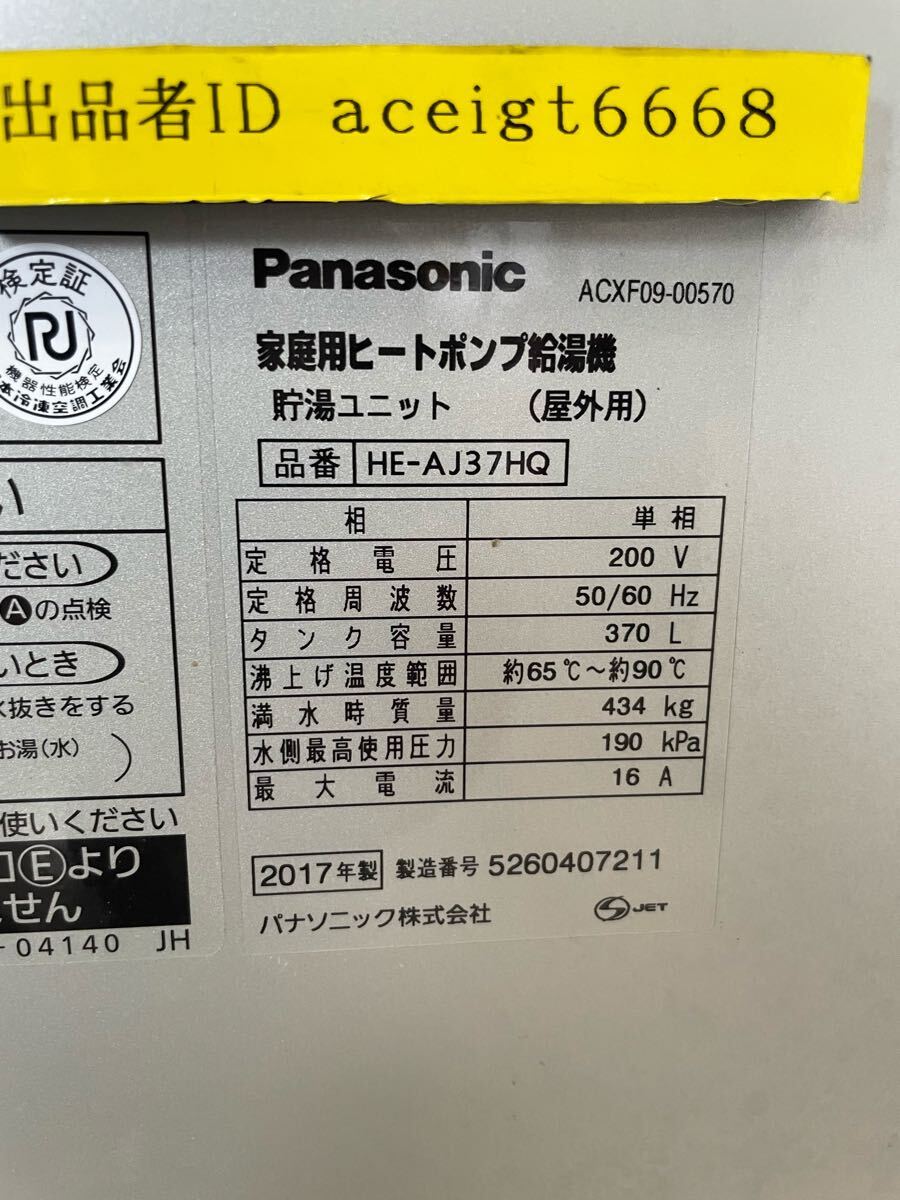 出品者ID aceigt6668
検定証
機器性能検定
本冷凍空調工業会
い
ださい
Aの点検
いとき
水抜きをする
お湯(水)
使いください
口Eより
せん
04140 JH
Panasonic ACXF09-00570
家庭用ヒートポンプ給湯機
貯湯ユニット (屋外用)
品番 HE-AJ37HQ
相 単相
定格電圧 200 V
定格周波数 50/60 Hz
タンク容量 370 L
沸上げ温度範囲 約65℃~約90℃
満水時質量 434 kg
水側最高使用圧力 190 kPa
最大電流 16 A
2017年製 製造番号 5260407211
パナソニック株式会社 JET